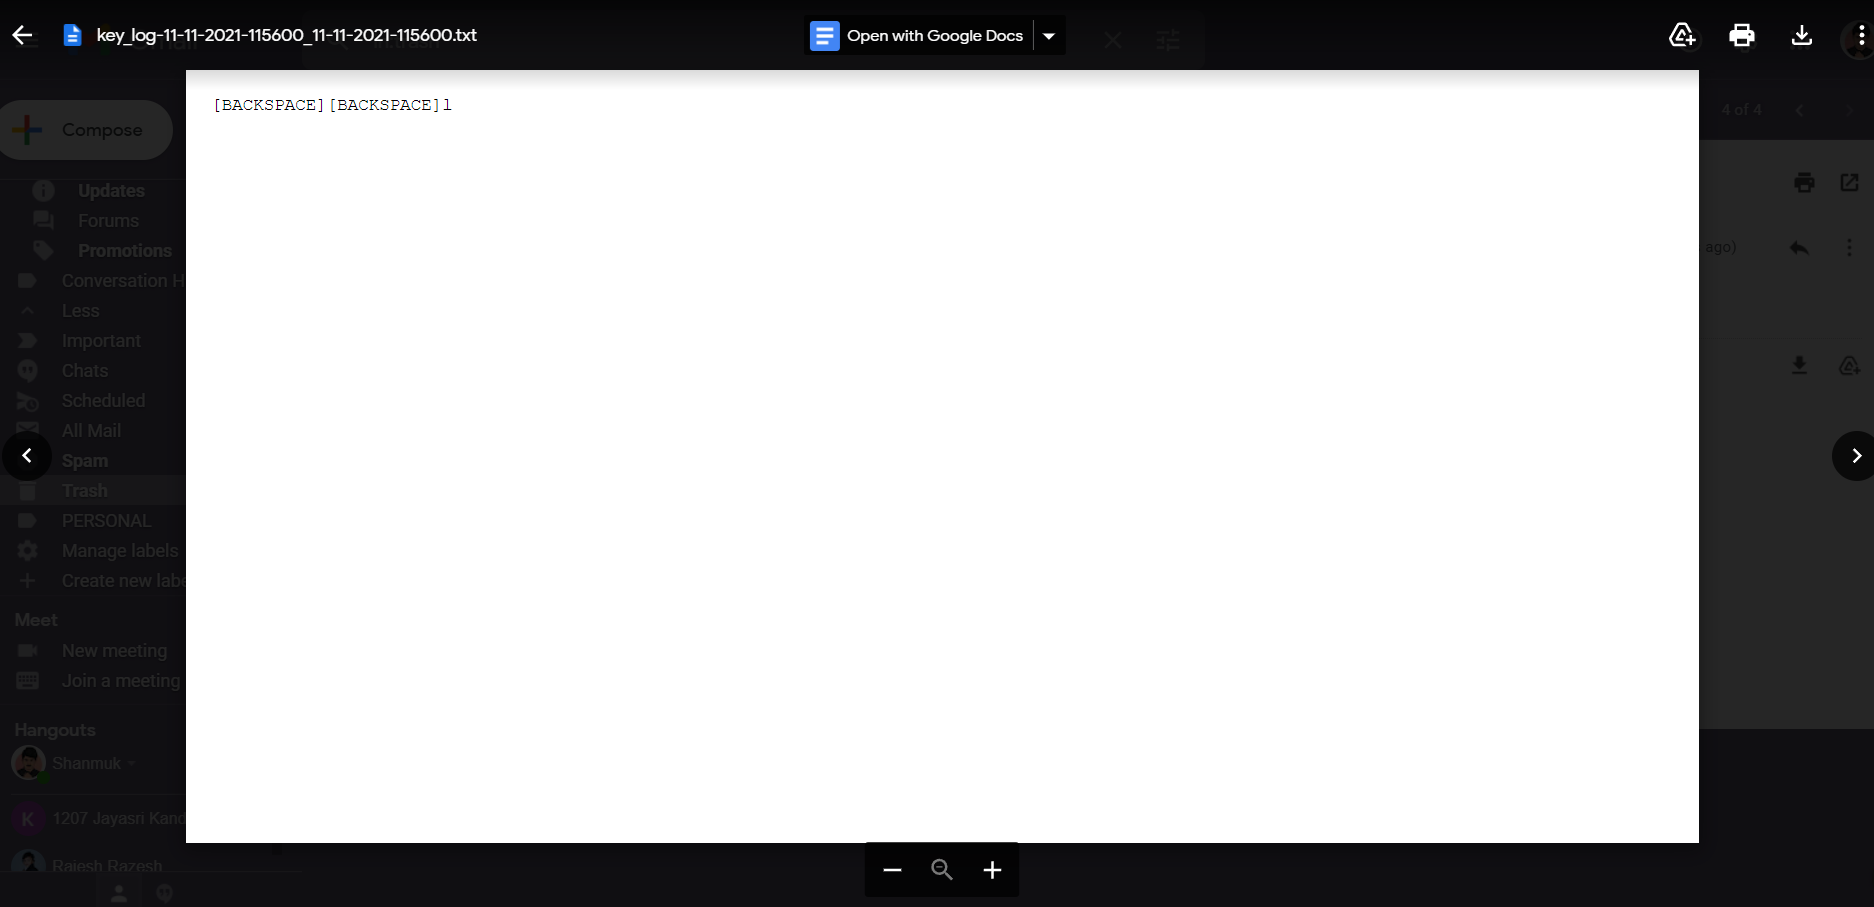 key_log-11-11-2021-115600_11-11-2021-115600.txt
Open with Google Docs
[BACKSPACE][BACKSPACE]l
4 of 4
Compose
Updates
Forums
Promotions
ago)
Conversation H
Less
Important
Chats
Scheduled
All Mail
Spam
Trash
PERSONAL
Manage labels
Create new labe
Meet
New meeting
Join a meeting
Hangouts
Shanmuk
K
1207 Jayasri Kand
Rajesh Razesh